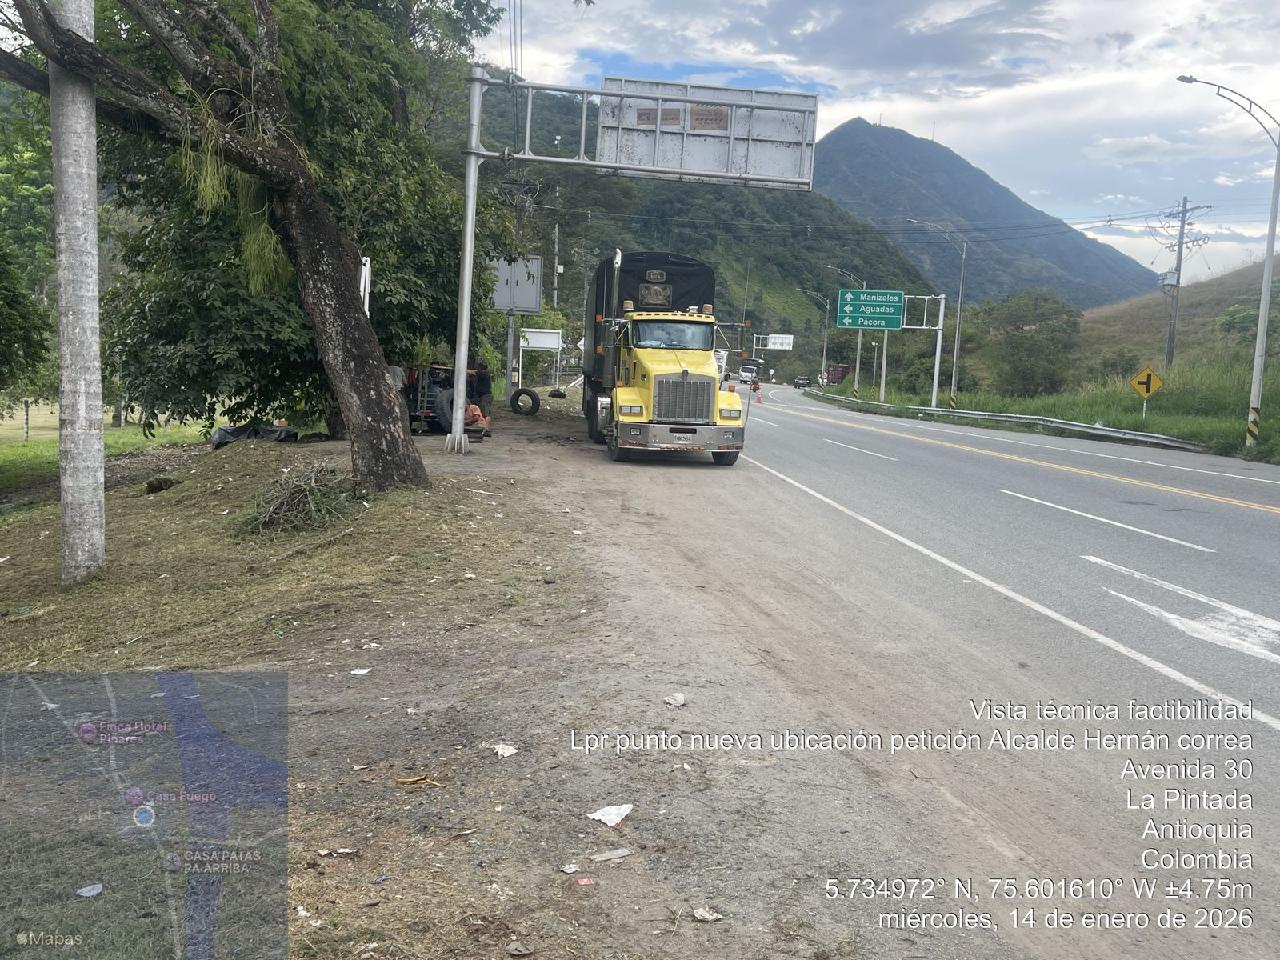 Manizales
Aguadas
Pácora
Finca Hotel
Pinares
Casa Fuego
CASA PATAS
PA ARRIBA
Mapas
Vista técnica factibilidad
Lpr punto nueva ubicación petición Alcalde Hernán correa
Avenida 30
La Pintada
Antioquia
Colombia
5.734972° N, 75.601610° W ±4.75m
miércoles, 14 de enero de 2026